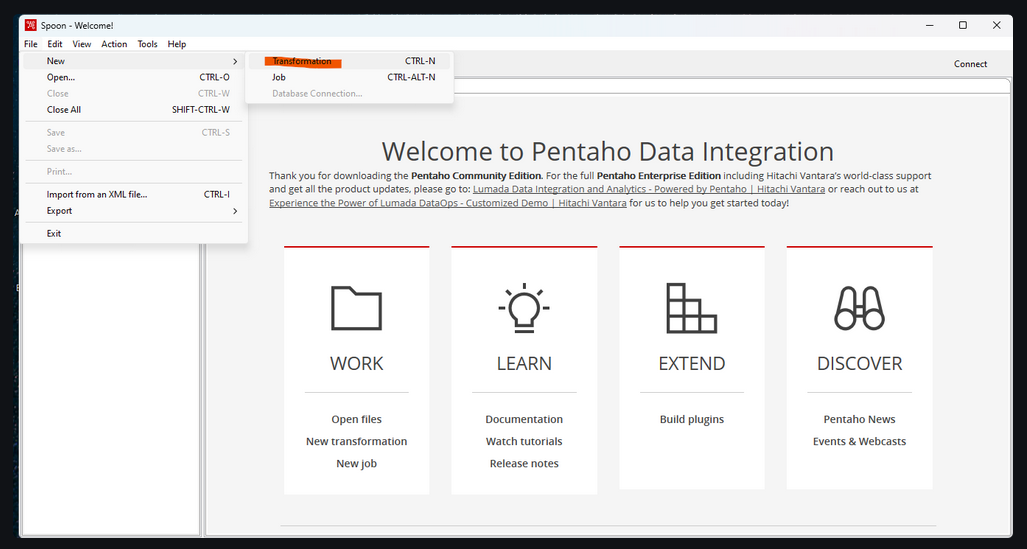 Spoon - Welcome!
File Edit View Action Tools Help
New
Transformation CTRL-N
Open... CTRL-O
Job CTRL-ALT-N
Close CTRL-W
Database Connection...
Close All SHIFT-CTRL-W
Save CTRL-S
Save as...
Print...
Import from an XML file... CTRL-I
Export
Exit
Connect
Welcome to Pentaho Data Integration
Thank you for downloading the Pentaho Community Edition. For the full Pentaho Enterprise Edition including Hitachi Vantara's world-class support
and get all the product updates, please go to: Lumada Data Integration and Analytics - Powered by Pentaho | Hitachi Vantara or reach out to us at
Experience the Power of Lumada DataOps - Customized Demo | Hitachi Vantara for us to help you get started today!
WORK
Open files
New transformation
New job
LEARN
Documentation
Watch tutorials
Release notes
EXTEND
Build plugins
DISCOVER
Pentaho News
Events & Webcasts